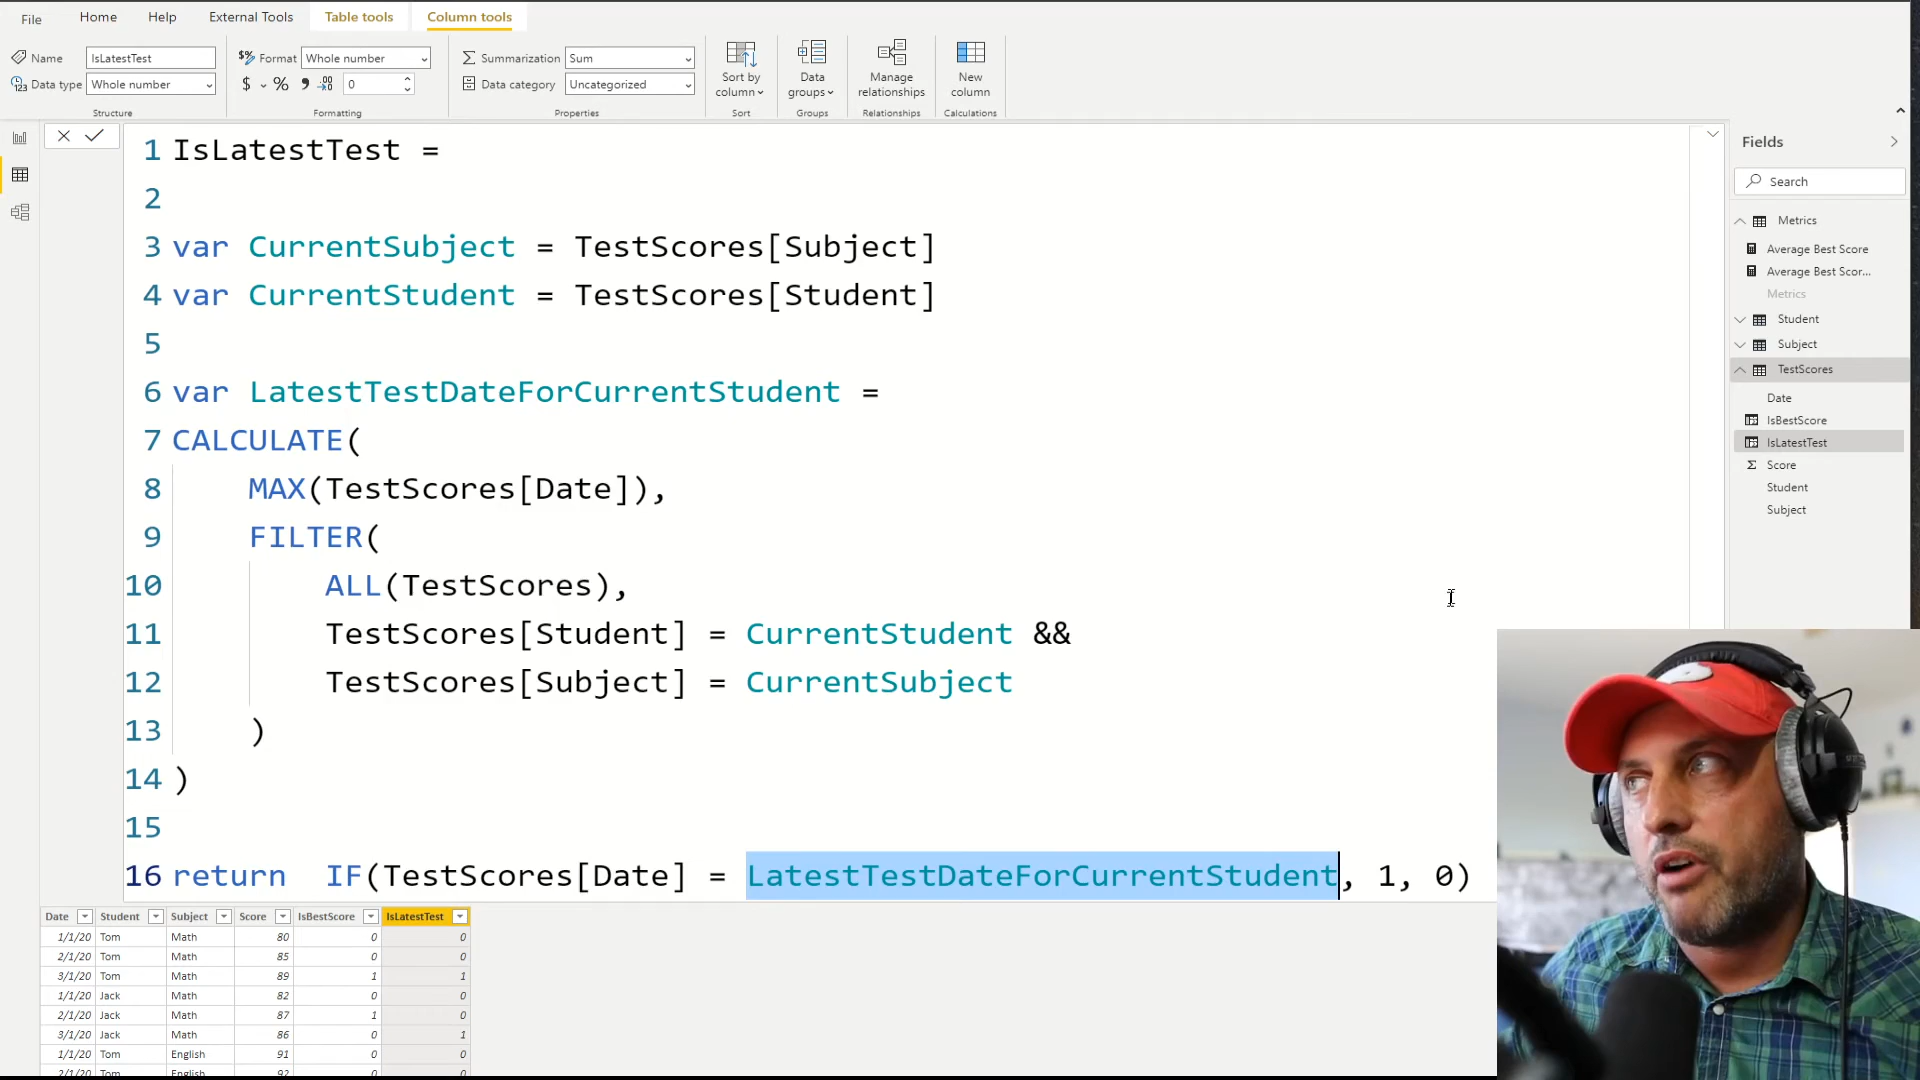 File Home Help External Tools Table tools Column tools
Name IsLatestTest
Data type Whole number
Structure
Format Whole number
$ % 0
Formatting
Summarization Sum
Data category Uncategorized
Properties
Sort by column
Sort
Data groups
Groups
Manage relationships
Relationships
New column
Calculations
1 IsLatestTest =
2
3 var CurrentSubject = TestScores[Subject]
4 var CurrentStudent = TestScores[Student]
5
6 var LatestTestDateForCurrentStudent =
7 CALCULATE(
8 MAX(TestScores[Date]),
9 FILTER(
10 ALL(TestScores),
11 TestScores[Student] = CurrentStudent &&
12 TestScores[Subject] = CurrentSubject
13 )
14 )
15
16 return IF(TestScores[Date] = LatestTestDateForCurrentStudent, 1, 0)
Date Student Subject Score IsBestScore IsLatestTest
1/1/20 Tom Math 80 0 0
2/1/20 Tom Math 85 0 0
3/1/20 Tom Math 89 1 1
1/1/20 Jack Math 82 0 0
2/1/20 Jack Math 87 1 0
3/1/20 Jack Math 86 0 1
1/1/20 Tom English 91 0 0
2/1/20 Tom English 92 0 0
Fields
Search
Metrics
Average Best Score
Average Best Scor...
Metrics
Student
Subject
TestScores
Date
IsBestScore
IsLatestTest
Score
Student
Subject